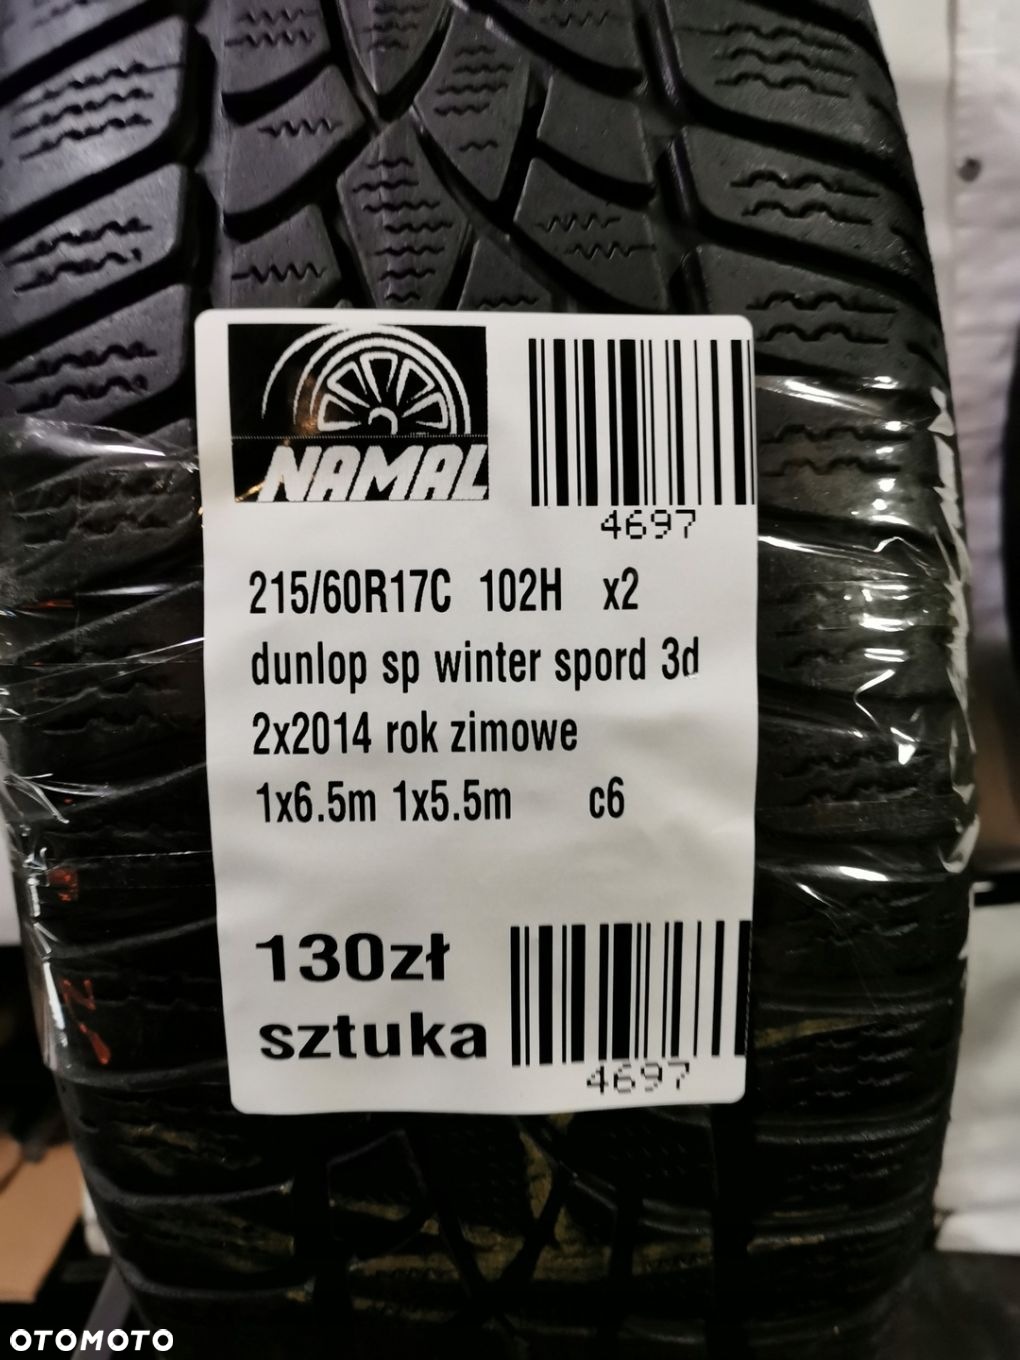 NAMAL
4697
215/60R17C 102H x2
dunlop sp winter spord 3d
2x2014 rok zimowe
1x6.5m 1x5.5m c6
130zł
sztuka
4697
OTOMOTO